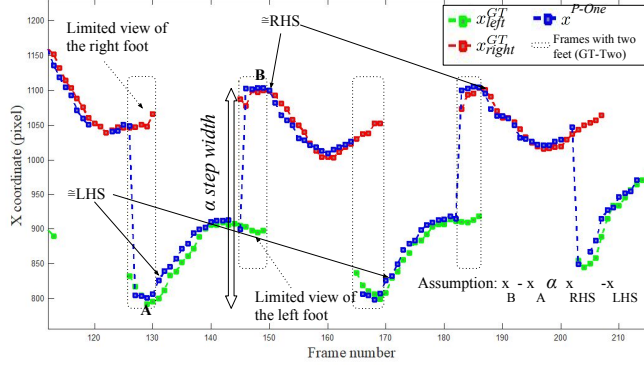 Limited view of
the right foot
≅RHS
x^{GT}_{left}
x^{P-One}
x^{GT}_{right}
Frames with two
feet (GT-Two)
B
α step width
≅LHS
A
Limited view of
the left foot
Assumption: x_B - x_A α x_RHS - x_LHS
X coordinate (pixel)
1200
1150
1100
1050
1000
950
900
850
800
120
130
140
150
160
170
180
190
200
210
Frame number